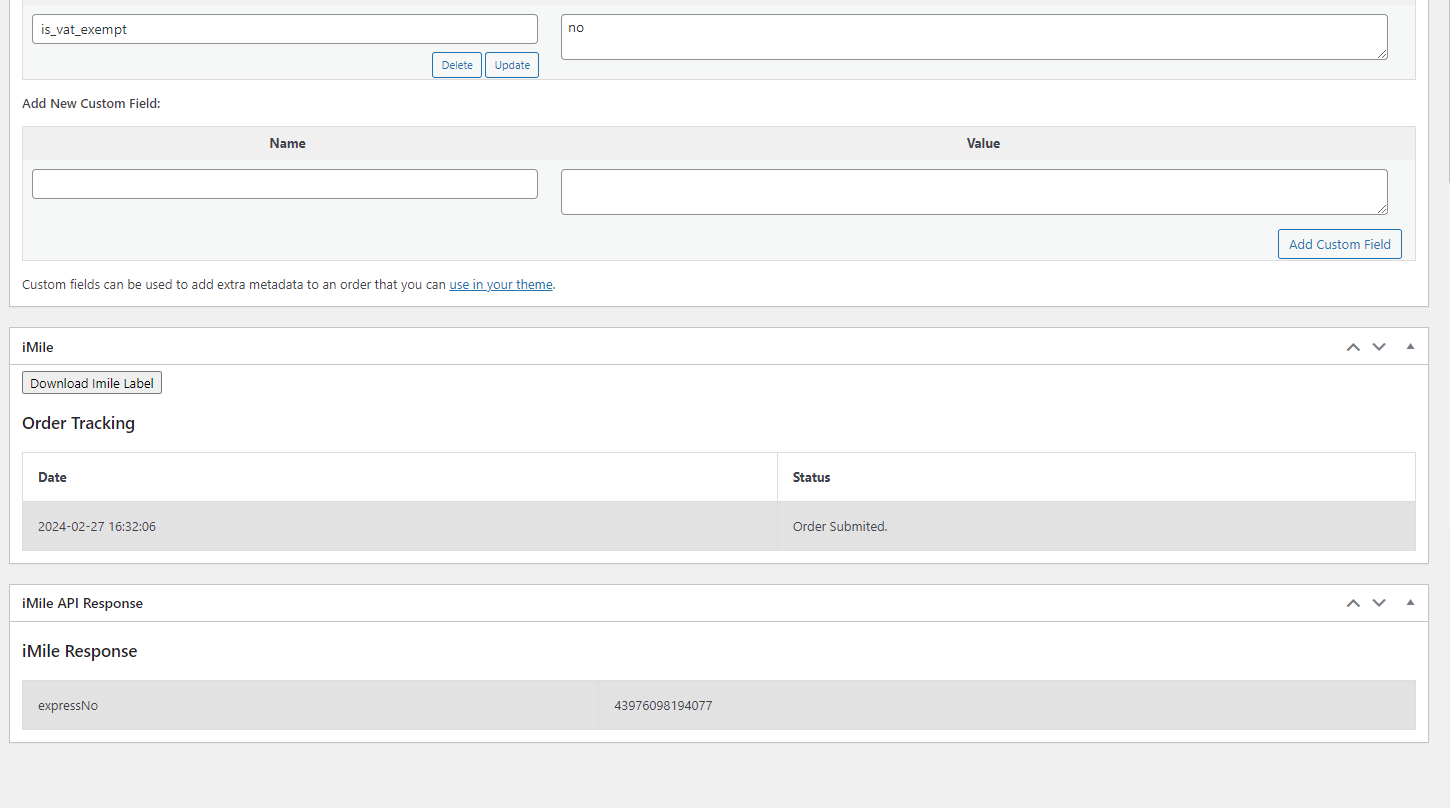 is_vat_exempt
no
Delete
Update
Add New Custom Field:
Name
Value
Add Custom Field
Custom fields can be used to add extra metadata to an order that you can use in your theme.
iMile
Download Imile Label
Order Tracking
Date
Status
2024-02-27 16:32:06
Order Submited.
iMile API Response
iMile Response
expressNo
43976098194077